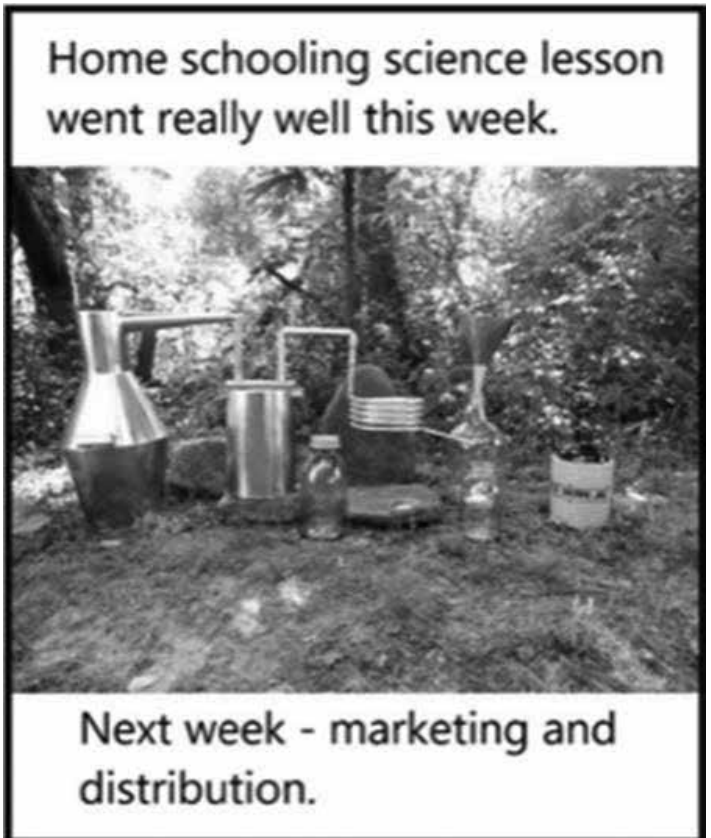 Home schooling science lesson
went really well this week.
Next week - marketing and
distribution.